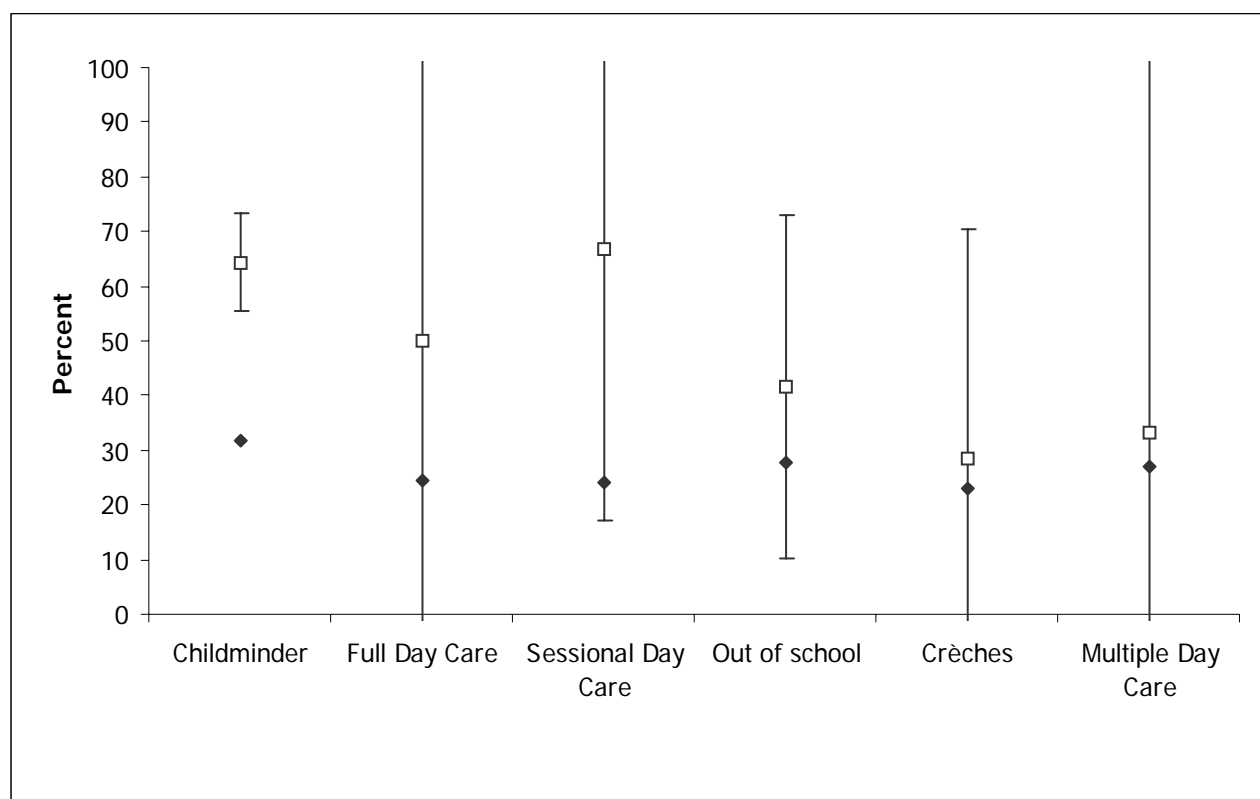 100
90
80
70
60
50
40
30
20
10
0
Percent
Childminder
Full Day Care
Sessional Day
Care
Out of school
Crèches
Multiple Day
Care